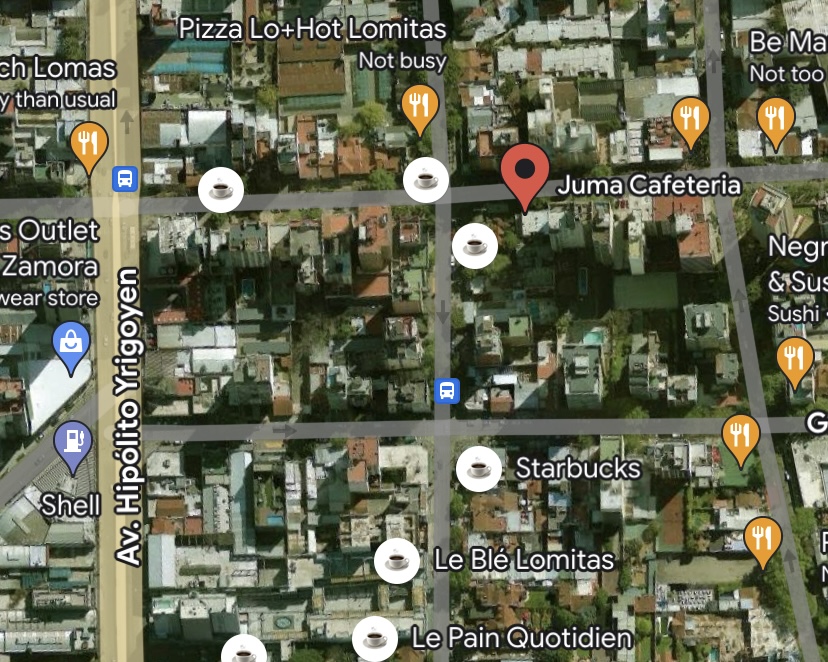 Pizza Lo+Hot Lomitas
Not busy
ch Lomas
y than usual
Be Ma
Not too
Juma Cafeteria
s Outlet
Zamora
wear store
Negr
& Sus
Sushi
Av. Hipólito Yrigoyen
G
Starbucks
Shell
Le Blé Lomitas
Le Pain Quotidien